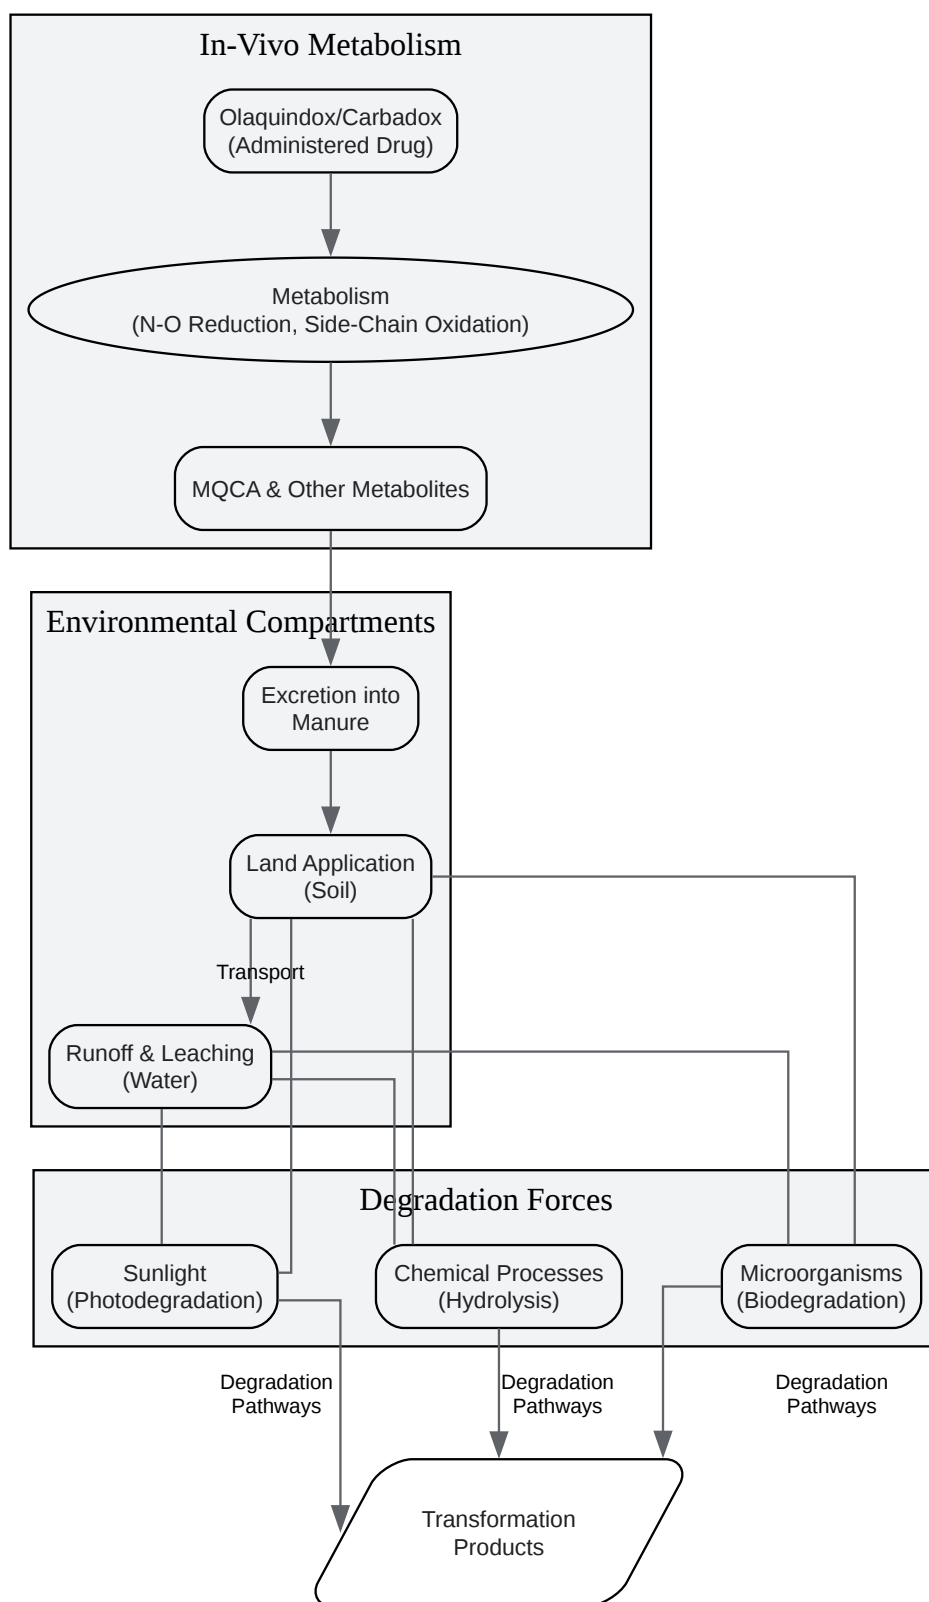 In-Vivo Metabolism
Olaquindox/Carbadox
(Administered Drug)
Metabolism
(N-O Reduction, Side-Chain Oxidation)
MQCA & Other Metabolites
Environmental Compartments
Excretion into
Manure
Land Application
(Soil)
Transport
Runoff & Leaching
(Water)
Degradation Forces
Sunlight
(Photodegradation)
Chemical Processes
(Hydrolysis)
Microorganisms
(Biodegradation)
Degradation
Pathways
Degradation
Pathways
Degradation
Pathways
Transformation
Products